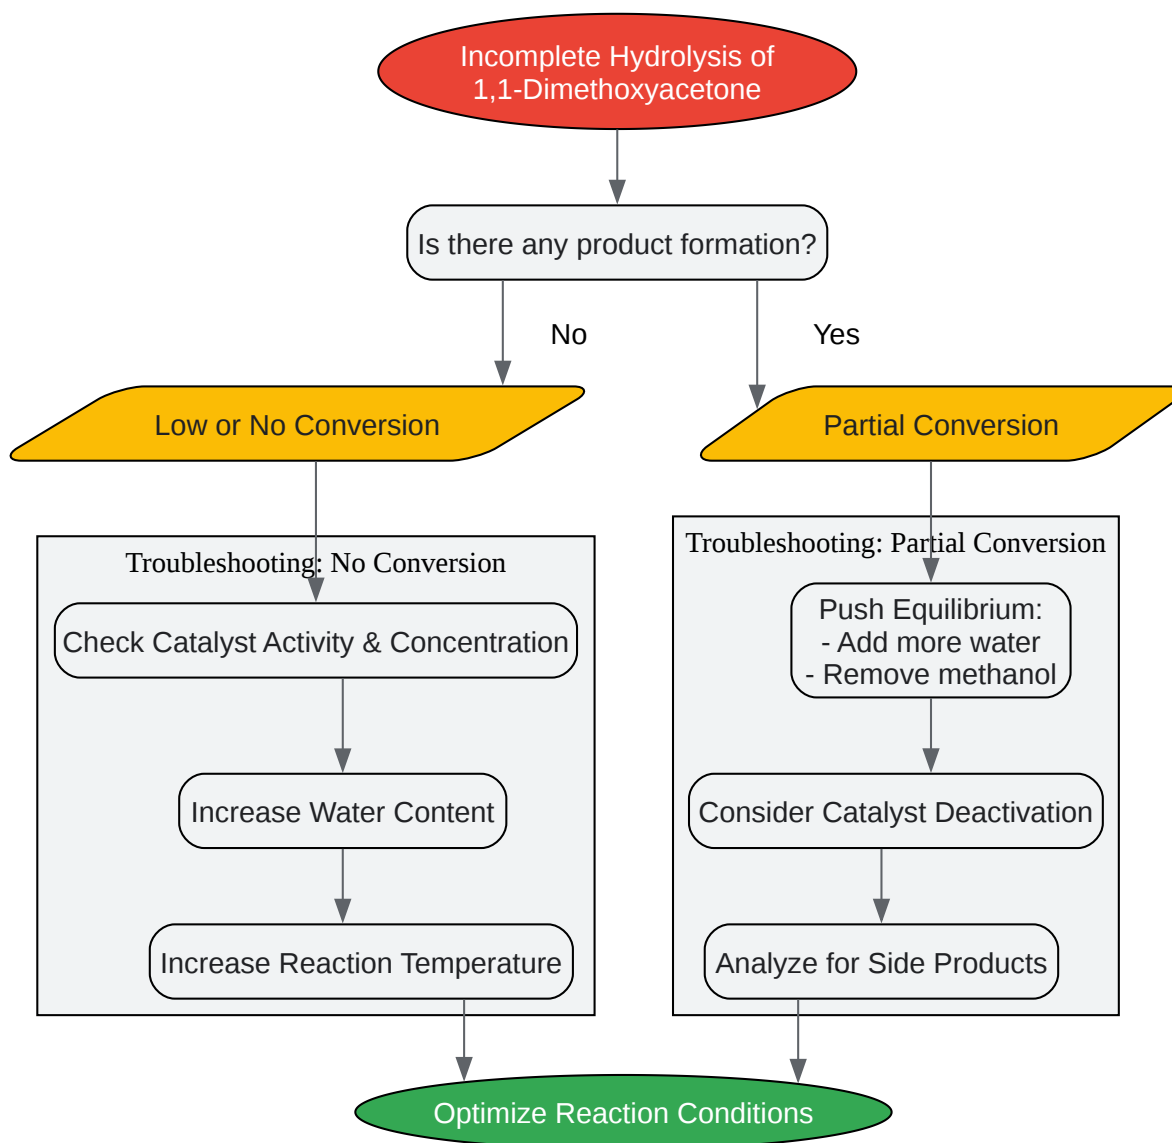 Incomplete Hydrolysis of
1,1-Dimethoxyacetone
Is there any product formation?
No
Yes
Low or No Conversion
Partial Conversion
Troubleshooting: No Conversion
Check Catalyst Activity & Concentration
Increase Water Content
Increase Reaction Temperature
Troubleshooting: Partial Conversion
Push Equilibrium:
- Add more water
- Remove methanol
Consider Catalyst Deactivation
Analyze for Side Products
Optimize Reaction Conditions